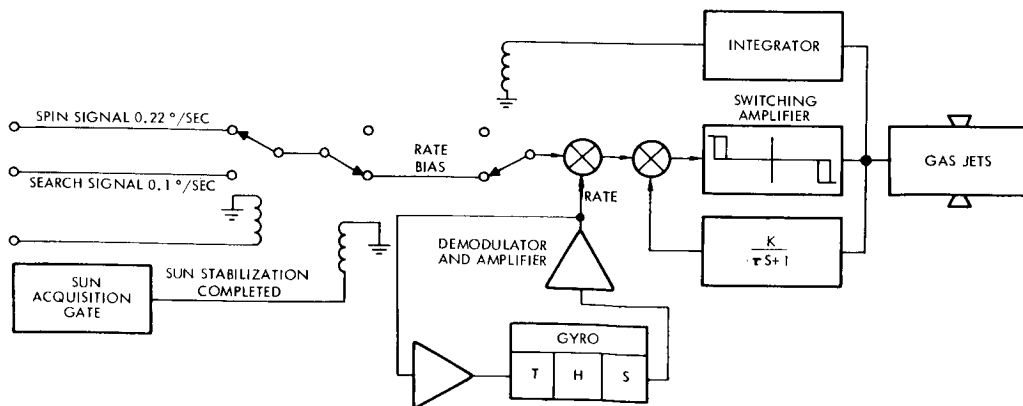 INTEGRATOR
SWITCHING
AMPLIFIER
SPIN SIGNAL 0.22°/SEC
RATE
BIAS
GAS JETS
SEARCH SIGNAL 0.1°/SEC
RATE
DEMODULATOR
AND AMPLIFIER
K
τ S+1
SUN STABILIZATION
COMPLETED
SUN
ACQUISITION
GATE
GYRO
T H S